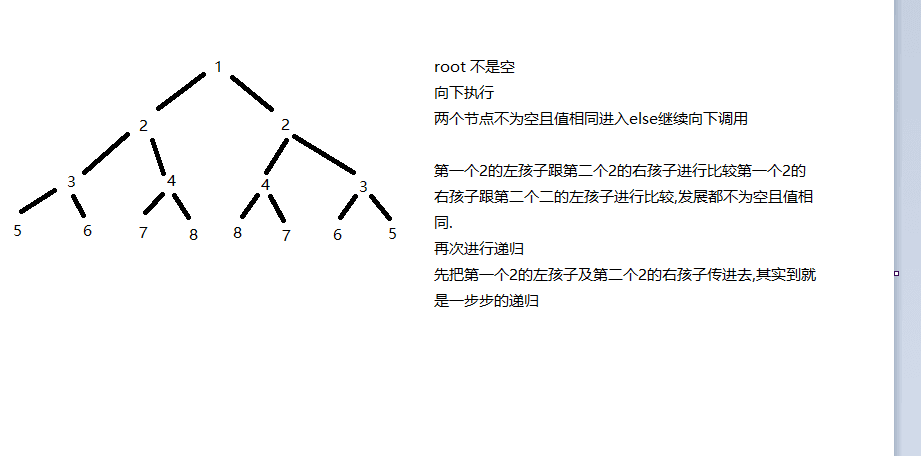 1
2 2
3 4 4 3
5 6 7 8 8 7 6 5
root 不是空
向下执行
两个节点不为空且值相同进入else继续向下调用
第一个2的左孩子跟第二个2的右孩子进行比较第一个2的
右孩子跟第二个二的左孩子进行比较,发展都不为空且值相
同.
再次进行递归
先把第一个2的左孩子及第二个2的右孩子传进去,其实到就
是一步步的递归